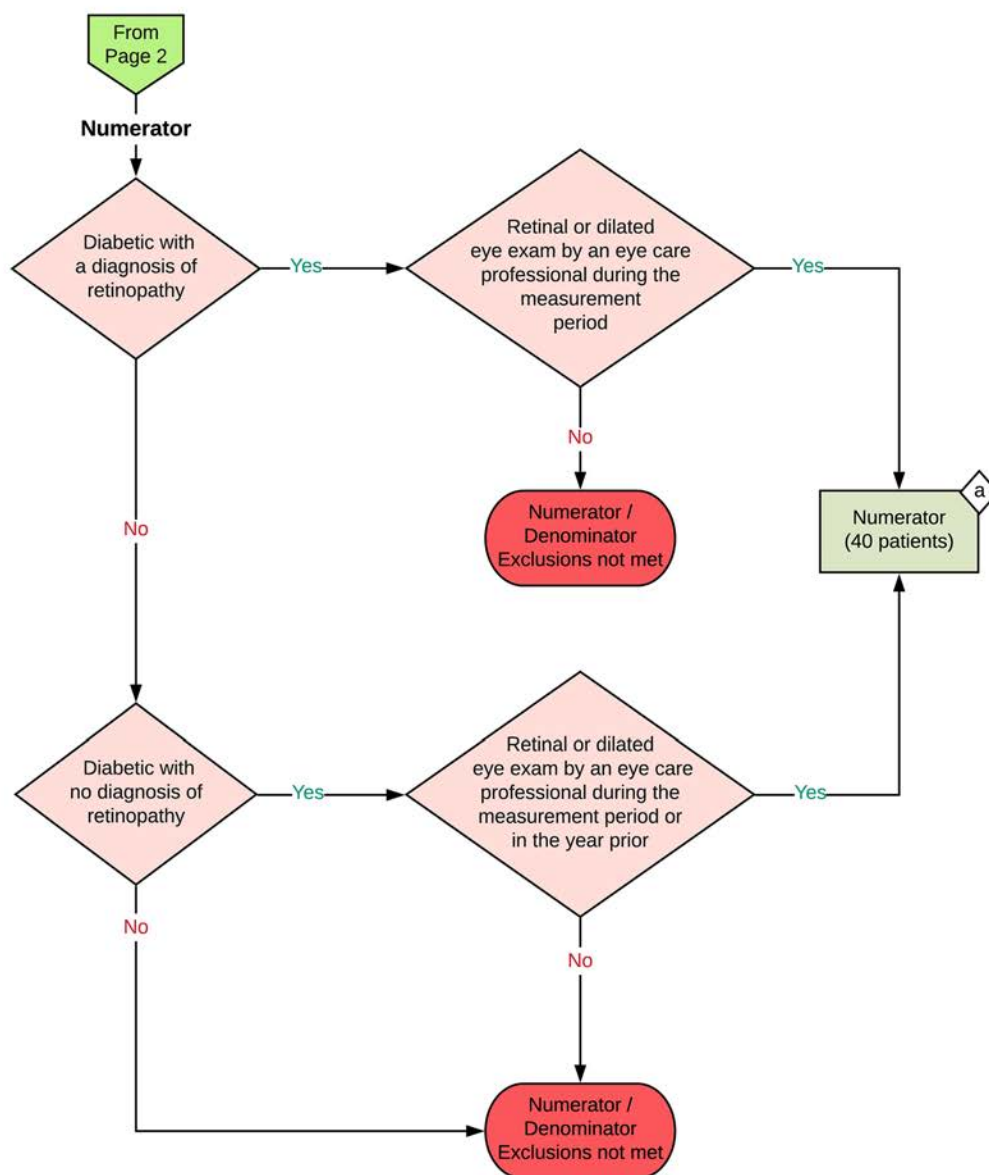 From
Page 2
Numerator
Diabetic with
a diagnosis of
retinopathy
Yes
Retinal or dilated
eye exam by an eye care
professional during the
measurement
period
Yes
No
No
Numerator /
Denominator
Exclusions not met
a
Numerator
(40 patients)
Diabetic with
no diagnosis of
retinopathy
Yes
Retinal or dilated
eye exam by an eye care
professional during the
measurement period or
in the year prior
Yes
No
No
Numerator /
Denominator
Exclusions not met